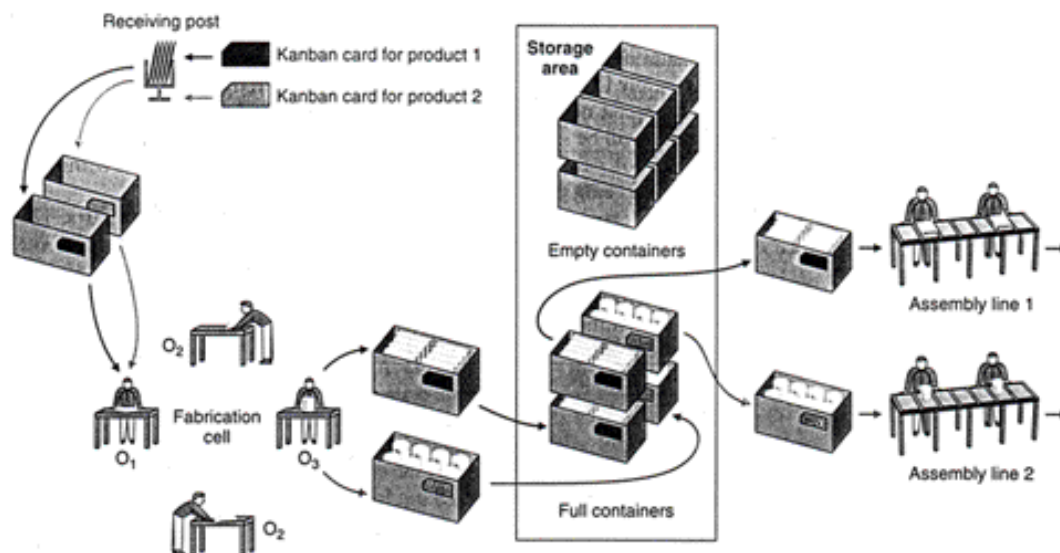 Receiving post
Kanban card for product 1
Kanban card for product 2
Storage
area
Empty containers
Assembly line 1
O2
Fabrication
cell
O1
O3
Assembly line 2
O2
Full containers